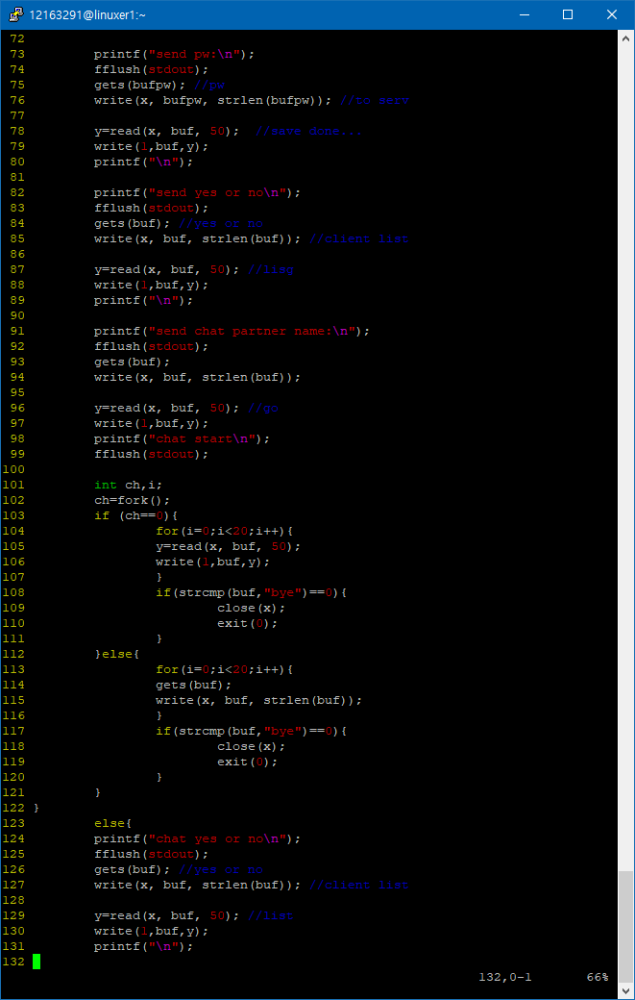 12163291@linuxer1:~
72
73 printf("send pw:\n");
74 fflush(stdout);
75 gets(bufpw); //pw
76 write(x, bufpw, strlen(bufpw)); //to serv
77
78 y=read(x, buf, 50); //save done...
79 write(1,buf,y);
80 printf("\n");
81
82 printf("send yes or no\n");
83 fflush(stdout);
84 gets(buf); //yes or no
85 write(x, buf, strlen(buf)); //client list
86
87 y=read(x, buf, 50); //lisg
88 write(1,buf,y);
89 printf("\n");
90
91 printf("send chat partner name:\n");
92 fflush(stdout);
93 gets(buf);
94 write(x, buf, strlen(buf));
95
96 y=read(x, buf, 50); //go
97 write(1,buf,y);
98 printf("chat start\n");
99 fflush(stdout);
100
101 int ch,i;
102 ch=fork();
103 if (ch==0){
104 for(i=0;i<20;i++){
105 y=read(x, buf, 50);
106 write(1,buf,y);
107 }
108 if(strcmp(buf,"bye")==0){
109 close(x);
110 exit(0);
111 }
112 }else{
113 for(i=0;i<20;i++){
114 gets(buf);
115 write(x, buf, strlen(buf));
116 }
117 if(strcmp(buf,"bye")==0){
118 close(x);
119 exit(0);
120 }
121 }
122 }
123 else{
124 printf("chat yes or no\n");
125 fflush(stdout);
126 gets(buf); //yes or no
127 write(x, buf, strlen(buf)); //client list
128
129 y=read(x, buf, 50); //list
130 write(1,buf,y);
131 printf("\n");
132
132,0-1 66%